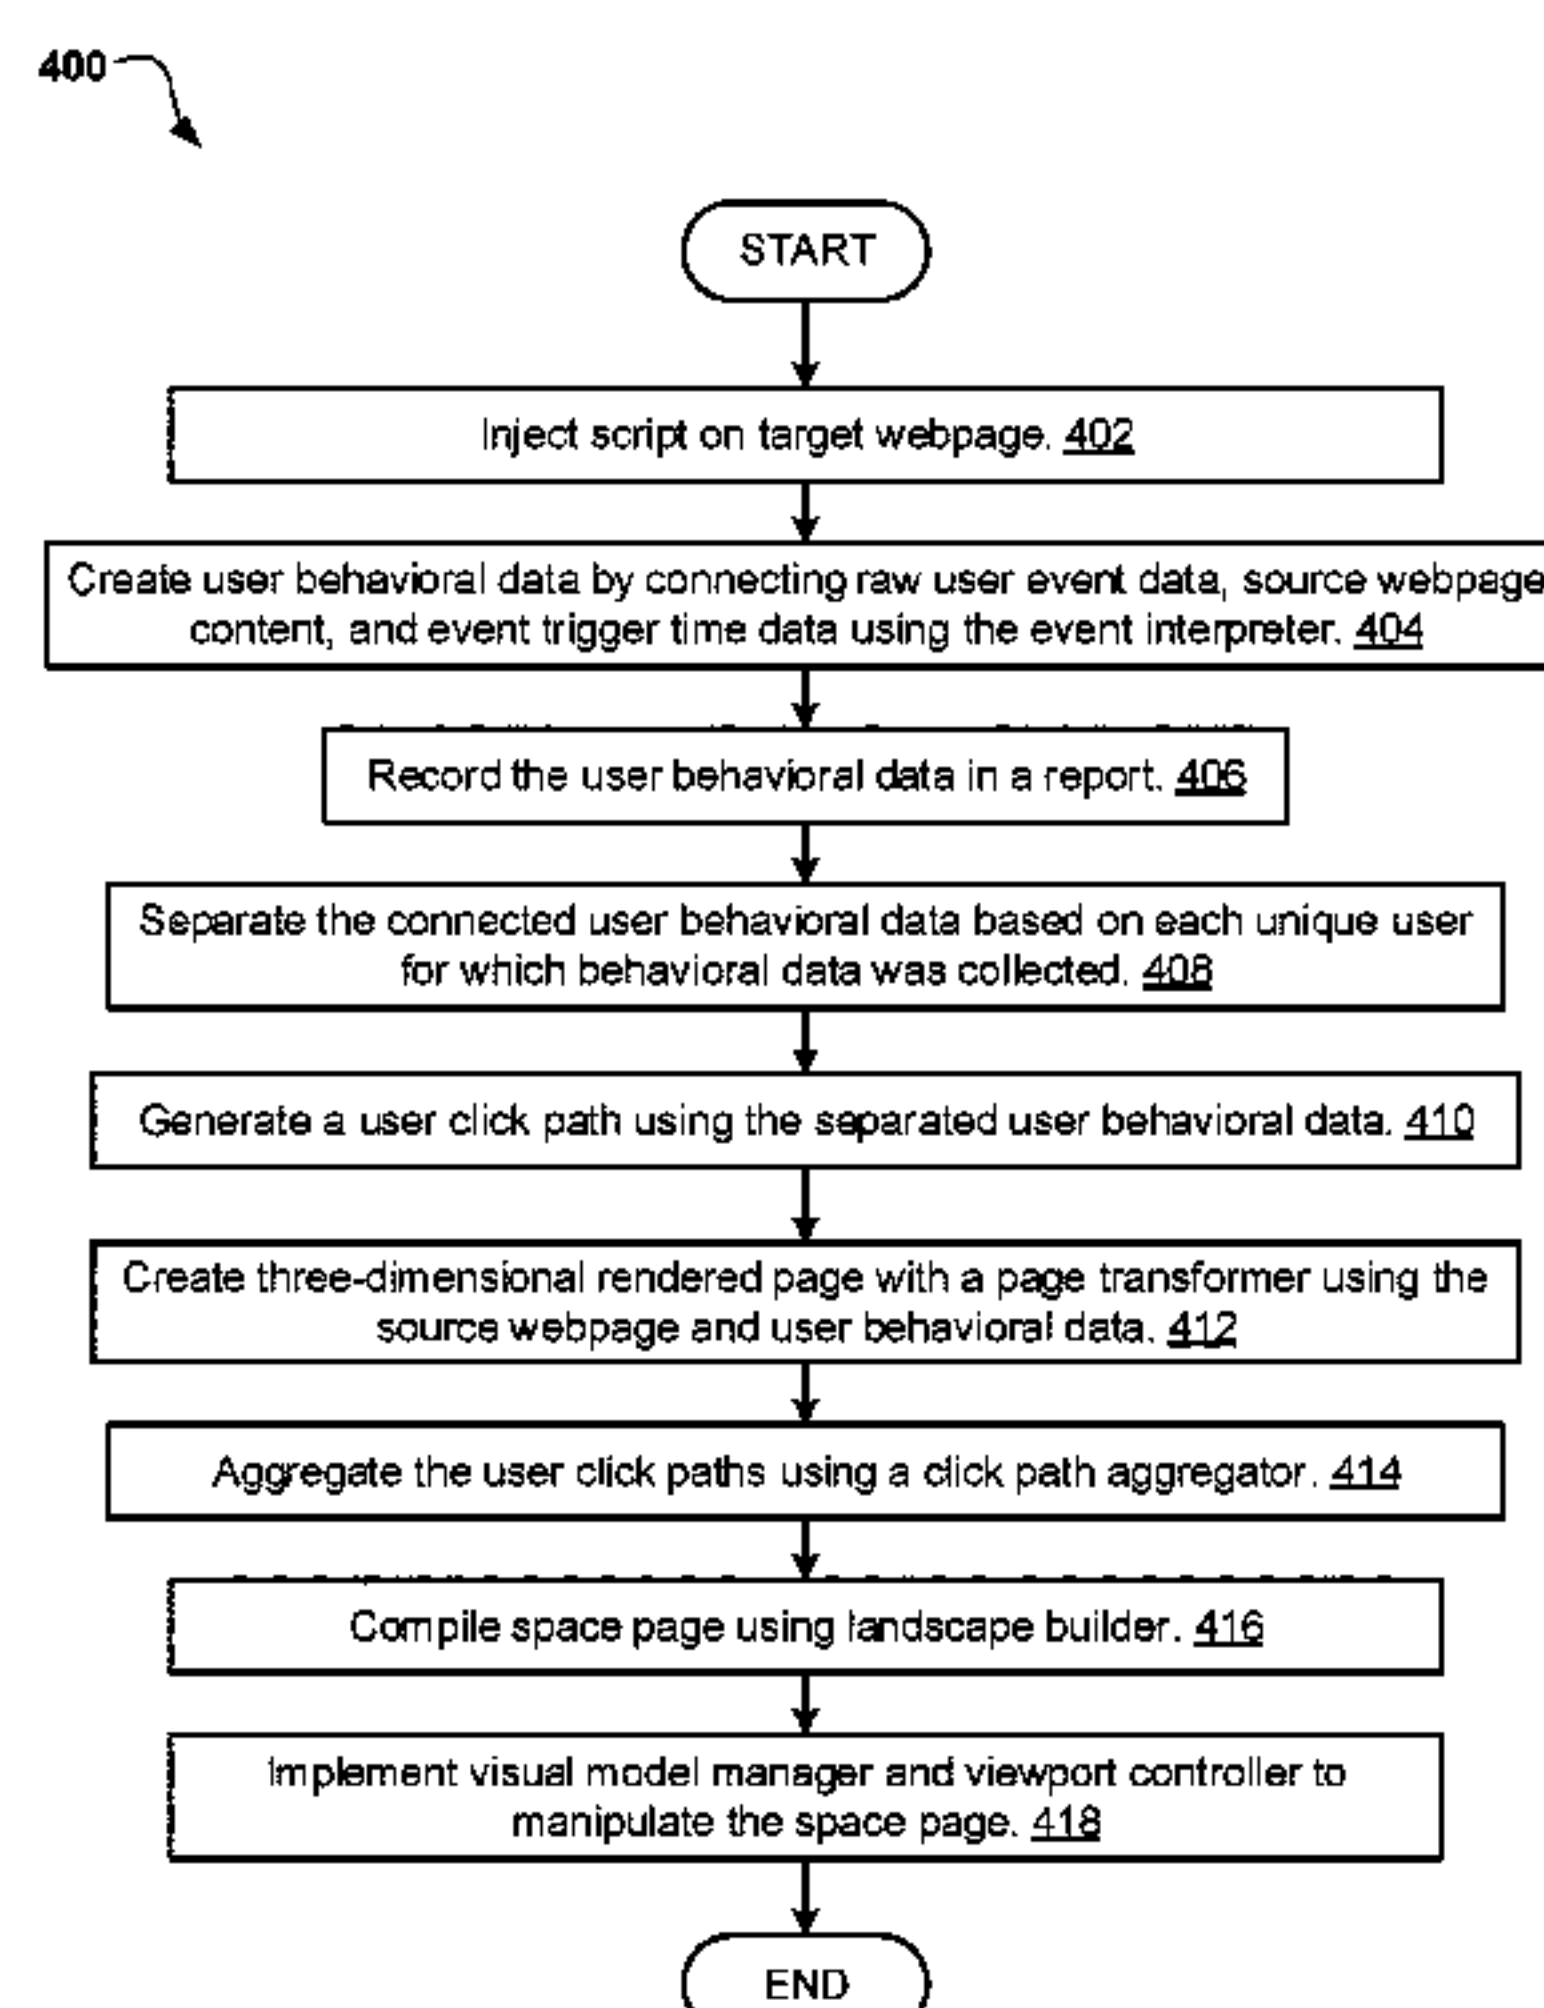 400
START
Inject script on target webpage. 402
Create user behavioral data by connecting raw user event data, source webpage
content, and event trigger time data using the event interpreter. 404
Record the user behavioral data in a report. 406
Separate the connected user behavioral data based on each unique user
for which behavioral data was collected. 408
Generate a user click path using the separated user behavioral data. 410
Create three-dimensional rendered page with a page transformer using the
source webpage and user behavioral data. 412
Aggregate the user click paths using a click path aggregator. 414
Compile space page using landscape builder. 416
Implement visual model manager and viewport controller to
manipulate the space page. 418
END